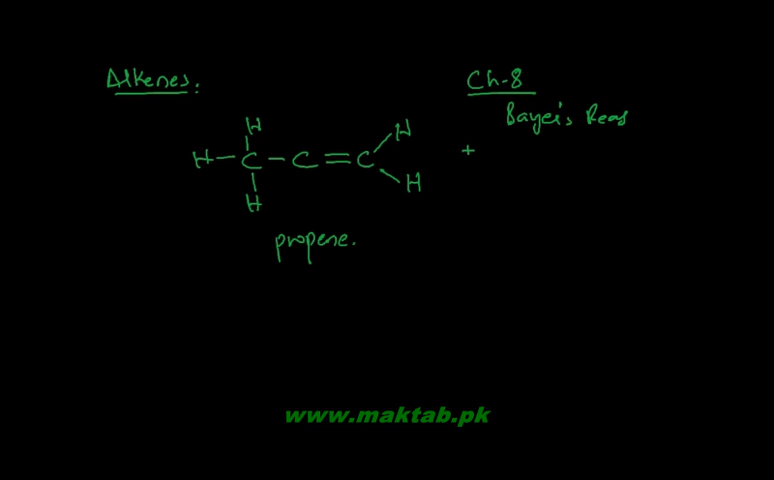 Alkenes:
Ch-8
Bayer's Reag
H H
H-C-C=C +
H H
propene.
www.maktab.pk